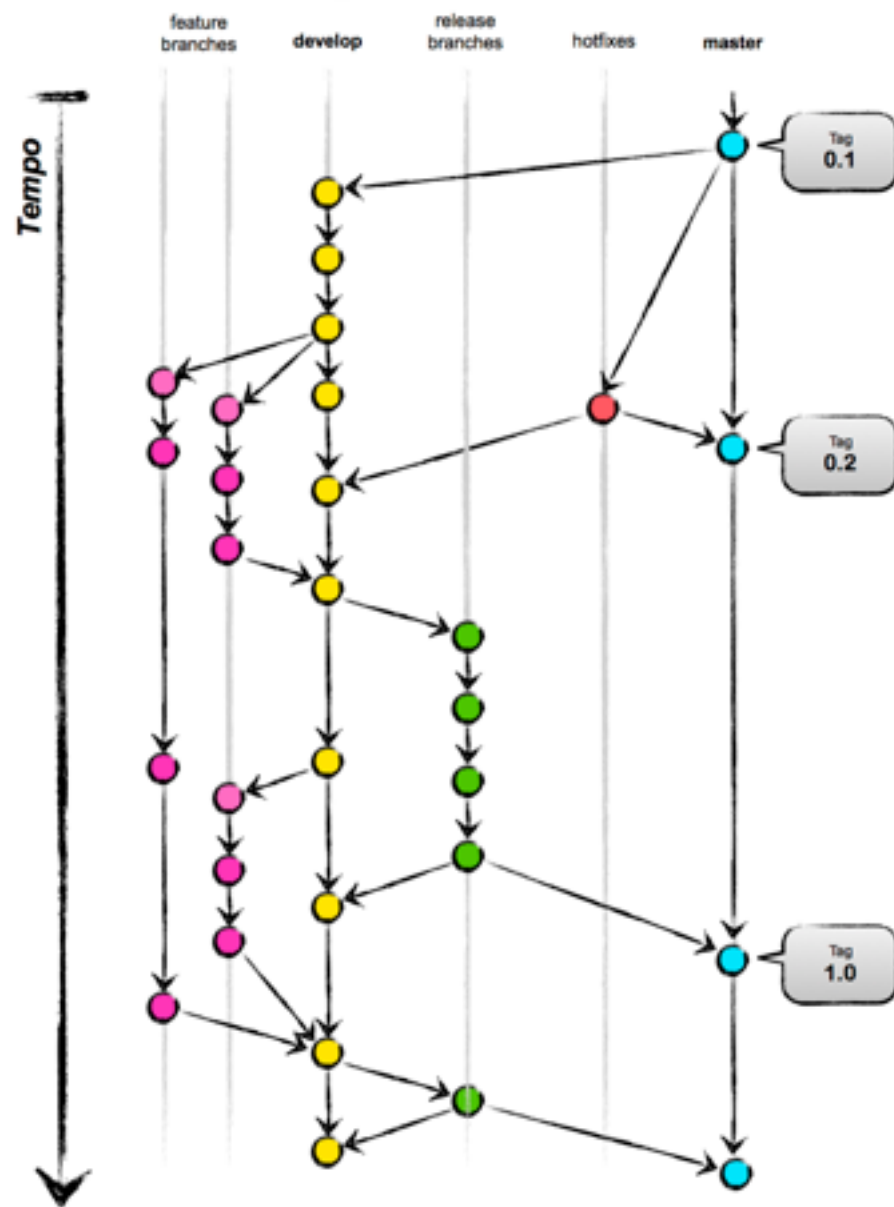 feature
branches
develop
release
branches
hotfixes
master
Tempo
Tag
0.1
Tag
0.2
Tag
1.0